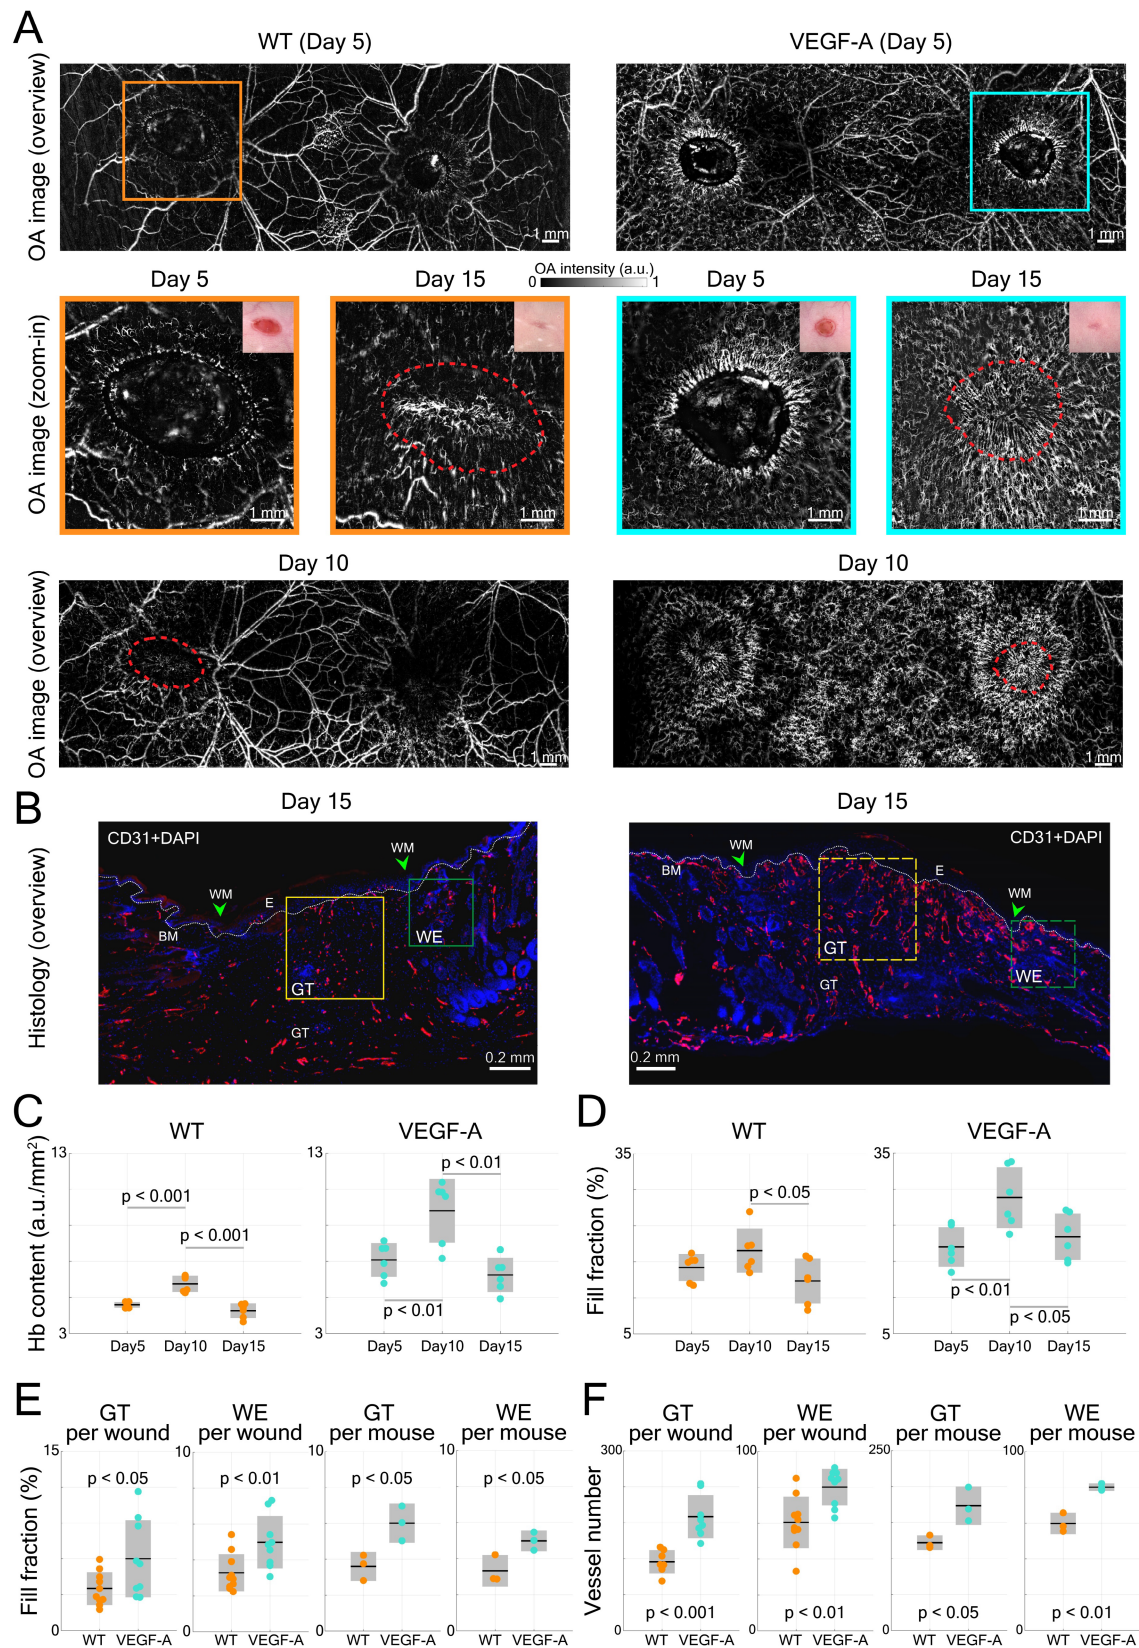 A
WT (Day 5)
VEGF-A (Day 5)
OA image (overview)
1 mm
1 mm
Day 5
Day 15
OA intensity (a.u.)
0
1
Day 5
Day 15
OA image (zoom-in)
1 mm
1 mm
1 mm
1 mm
Day 10
Day 10
OA image (overview)
1 mm
1 mm
B
Day 15
Day 15
Histology (overview)
CD31+DAPI
WM
WM
E
BM
WE
GT
GT
0.2 mm
CD31+DAPI
WM
BM
E
WM
GT
WE
GT
0.2 mm
C
WT
VEGF-A
Hb content (a.u./mm²)
13
3
p < 0.001
p < 0.001
Day5
Day10
Day15
13
3
p < 0.01
p < 0.01
Day5
Day10
Day15
D
WT
VEGF-A
Fill fraction (%)
35
5
p < 0.05
Day5
Day10
Day15
35
5
p < 0.01
p < 0.05
Day5
Day10
Day15
E
GT
per wound
WE
per wound
GT
per mouse
WE
per mouse
Fill fraction (%)
15
0
p < 0.05
WT
VEGF-A
10
0
p < 0.01
WT
VEGF-A
10
0
p < 0.05
WT
VEGF-A
10
0
p < 0.05
WT
VEGF-A
F
GT
per wound
WE
per wound
GT
per mouse
WE
per mouse
Vessel number
300
0
p < 0.001
WT
VEGF-A
100
0
p < 0.01
WT
VEGF-A
250
0
p < 0.05
WT
VEGF-A
100
0
p < 0.01
WT
VEGF-A